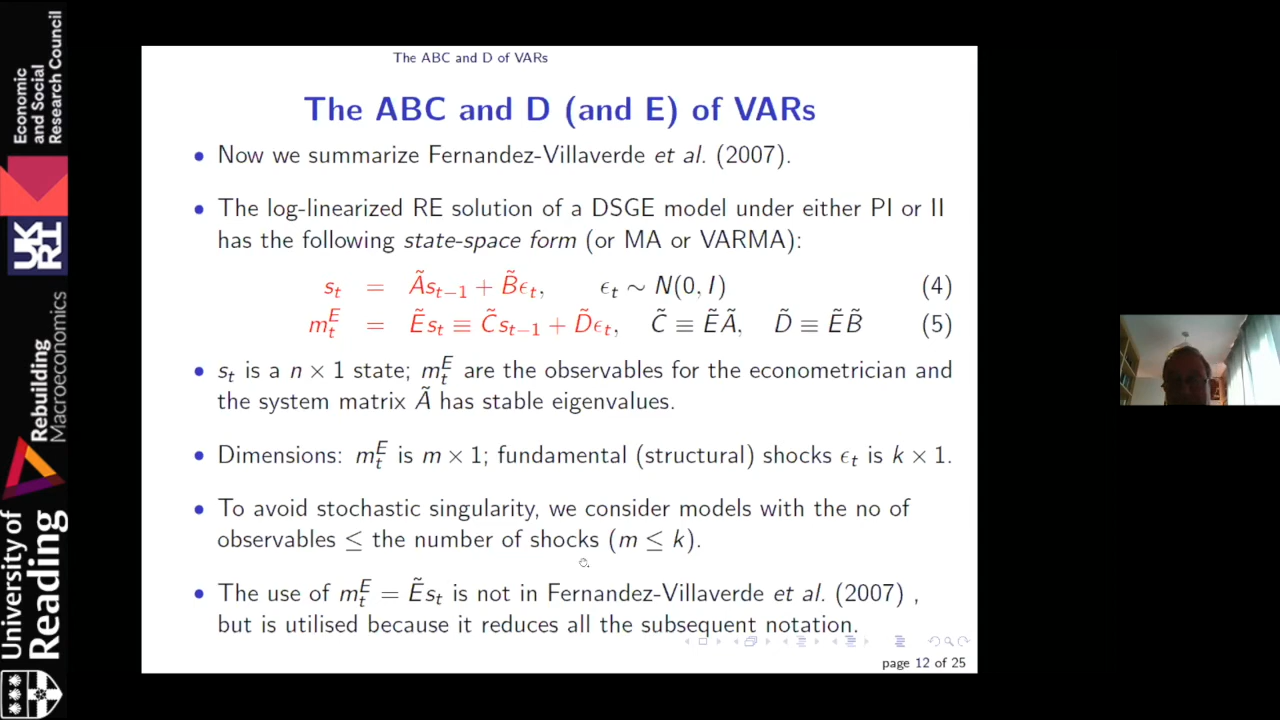 Economic
and Social
Research Council
UK
RI
Rebuilding
Macroeconomics
University of
Reading
The ABC and D of VARs
The ABC and D (and E) of VARs
• Now we summarize Fernandez-Villaverde et al. (2007).
• The log-linearized RE solution of a DSGE model under either PI or II
has the following state-space form (or MA or VARMA):
s_t = Ãs_{t−1} + B̃ϵ_t, ϵ_t ∼ N(0, I) (4)
m_t^E = Ẽs_t ≡ C̃s_{t−1} + D̃ϵ_t, C̃ ≡ ẼÃ, D̃ ≡ ẼB̃ (5)
• s_t is a n × 1 state; m_t^E are the observables for the econometrician and
the system matrix Ã has stable eigenvalues.
• Dimensions: m_t^E is m × 1; fundamental (structural) shocks ϵ_t is k × 1.
• To avoid stochastic singularity, we consider models with the no of
observables ≤ the number of shocks (m ≤ k).
• The use of m_t^E = Ẽs_t is not in Fernandez-Villaverde et al. (2007) ,
but is utilised because it reduces all the subsequent notation.
page 12 of 25